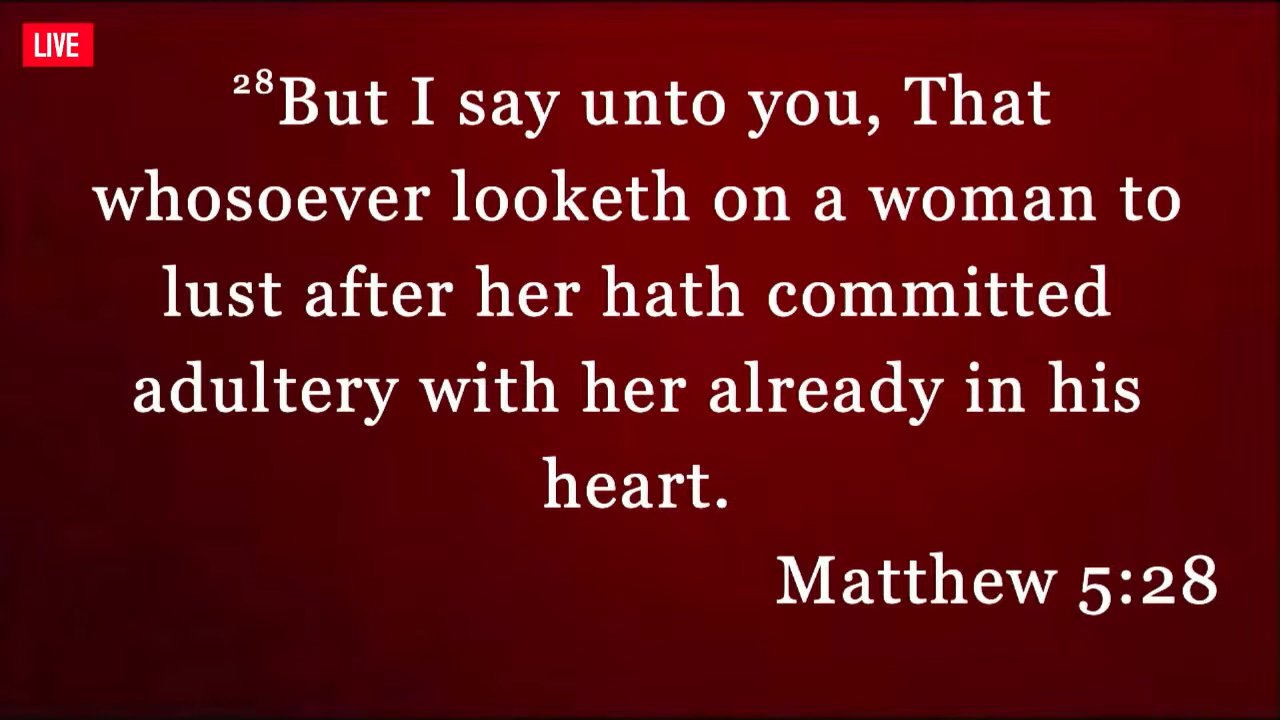 LIVE
²⁸But I say unto you, That
whosoever looketh on a woman to
lust after her hath committed
adultery with her already in his
heart.
Matthew 5:28